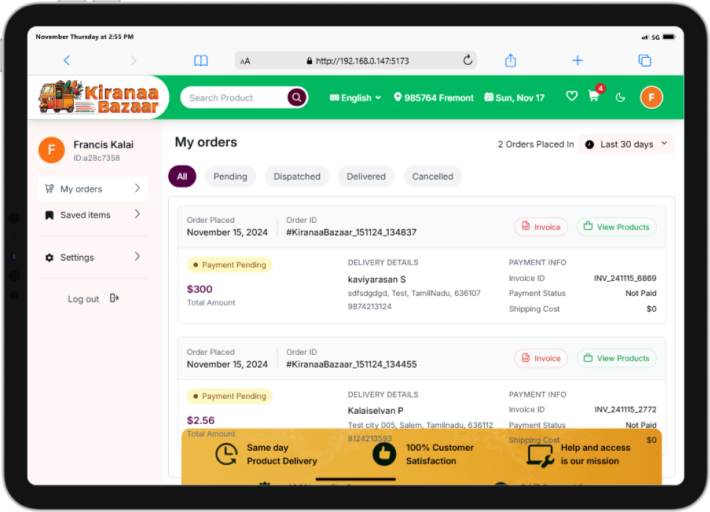 November Thursday at 2:55 PM
5G
AA
http://192.168.0.147:5173
Kiranaa
Bazaar
Search Product
English
985764 Fremont
Sun, Nov 17
4
F
F
Francis Kalai
ID:a28c7358
My orders
Saved items
Settings
Log out
My orders
2 Orders Placed In
Last 30 days
All
Pending
Dispatched
Delivered
Cancelled
Order Placed
November 15, 2024
Order ID
#KiranaaBazaar_151124_134837
Invoice
View Products
Payment Pending
$300
Total Amount
DELIVERY DETAILS
kaviyarasan S
sdfsdgdgd, Test, TamilNadu, 636107
9874213124
PAYMENT INFO
Invoice ID INV_241115_6869
Payment Status Not Paid
Shipping Cost $0
Order Placed
November 15, 2024
Order ID
#KiranaaBazaar_151124_134455
Invoice
View Products
Payment Pending
$2.56
Total Amount
DELIVERY DETAILS
Kalaiselvan P
Test city 005, Salem, Tamilnadu, 636112
8124213593
PAYMENT INFO
Invoice ID INV_241115_2772
Payment Status Not Paid
Shipping Cost $0
Same day
Product Delivery
100% Customer
Satisfaction
Help and access
is our mission